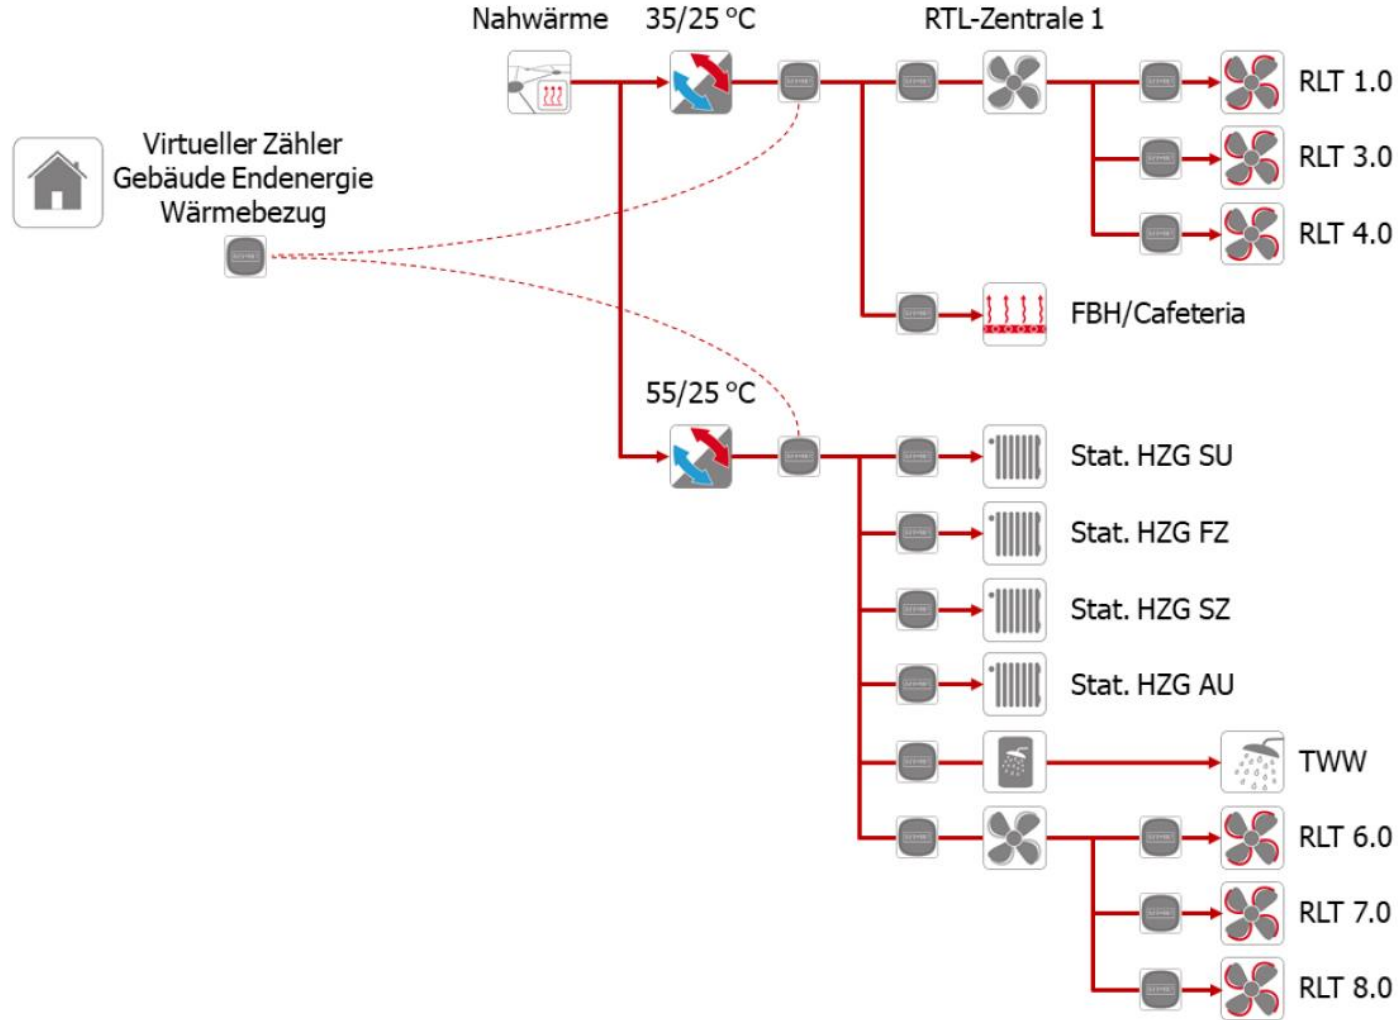 Nahwärme
35/25 °C
RTL-Zentrale 1
RLT 1.0
Virtueller Zähler
Gebäude Endenergie
Wärmebezug
RLT 3.0
RLT 4.0
FBH/Cafeteria
55/25 °C
Stat. HZG SU
Stat. HZG FZ
Stat. HZG SZ
Stat. HZG AU
TWW
RLT 6.0
RLT 7.0
RLT 8.0